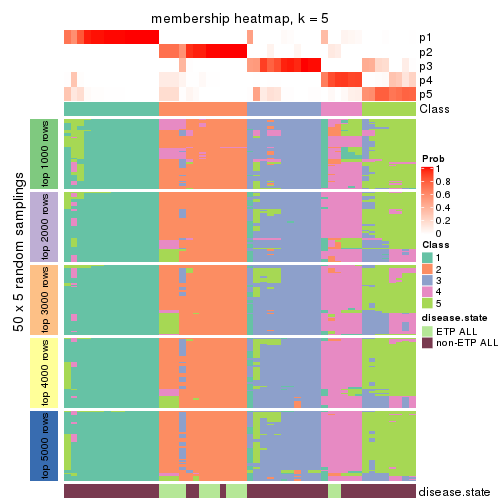 membership heatmap, k = 5
p1
p2
p3
p4
p5
Class
50 x 5 random samplings
top 1000 rows
top 2000 rows
top 3000 rows
top 4000 rows
top 5000 rows
disease.state
Prob
1
0.8
0.6
0.4
0.2
0
Class
1
2
3
4
5
disease.state
ETP ALL
non-ETP ALL